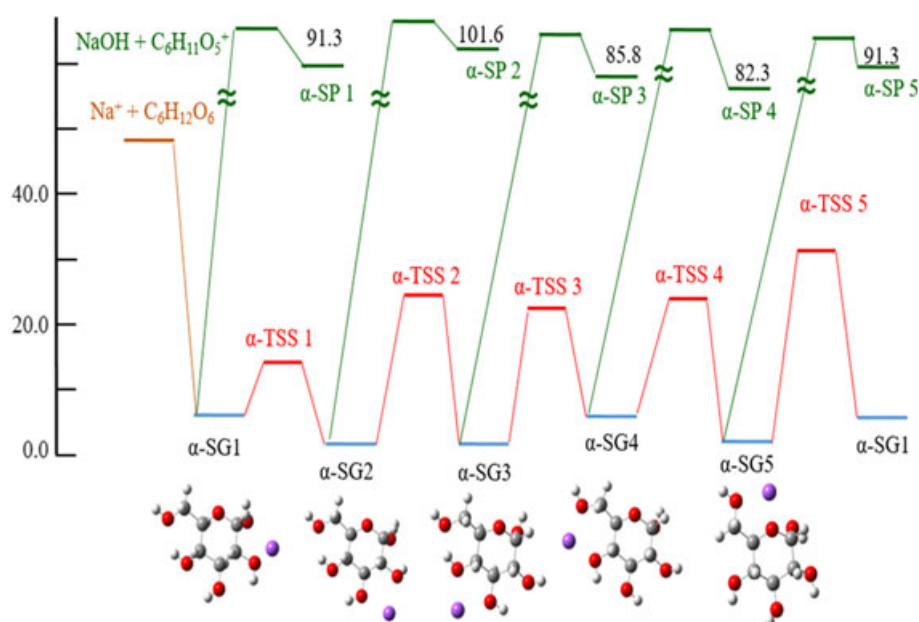 NaOH + C₆H₁₁O₅⁺
91.3
α-SP 1
101.6
α-SP 2
85.8
α-SP 3
82.3
α-SP 4
91.3
α-SP 5
Na⁺ + C₆H₁₂O₆
40.0
20.0
0.0
α-TSS 1
α-TSS 2
α-TSS 3
α-TSS 4
α-TSS 5
α-SG1
α-SG2
α-SG3
α-SG4
α-SG5
α-SG1